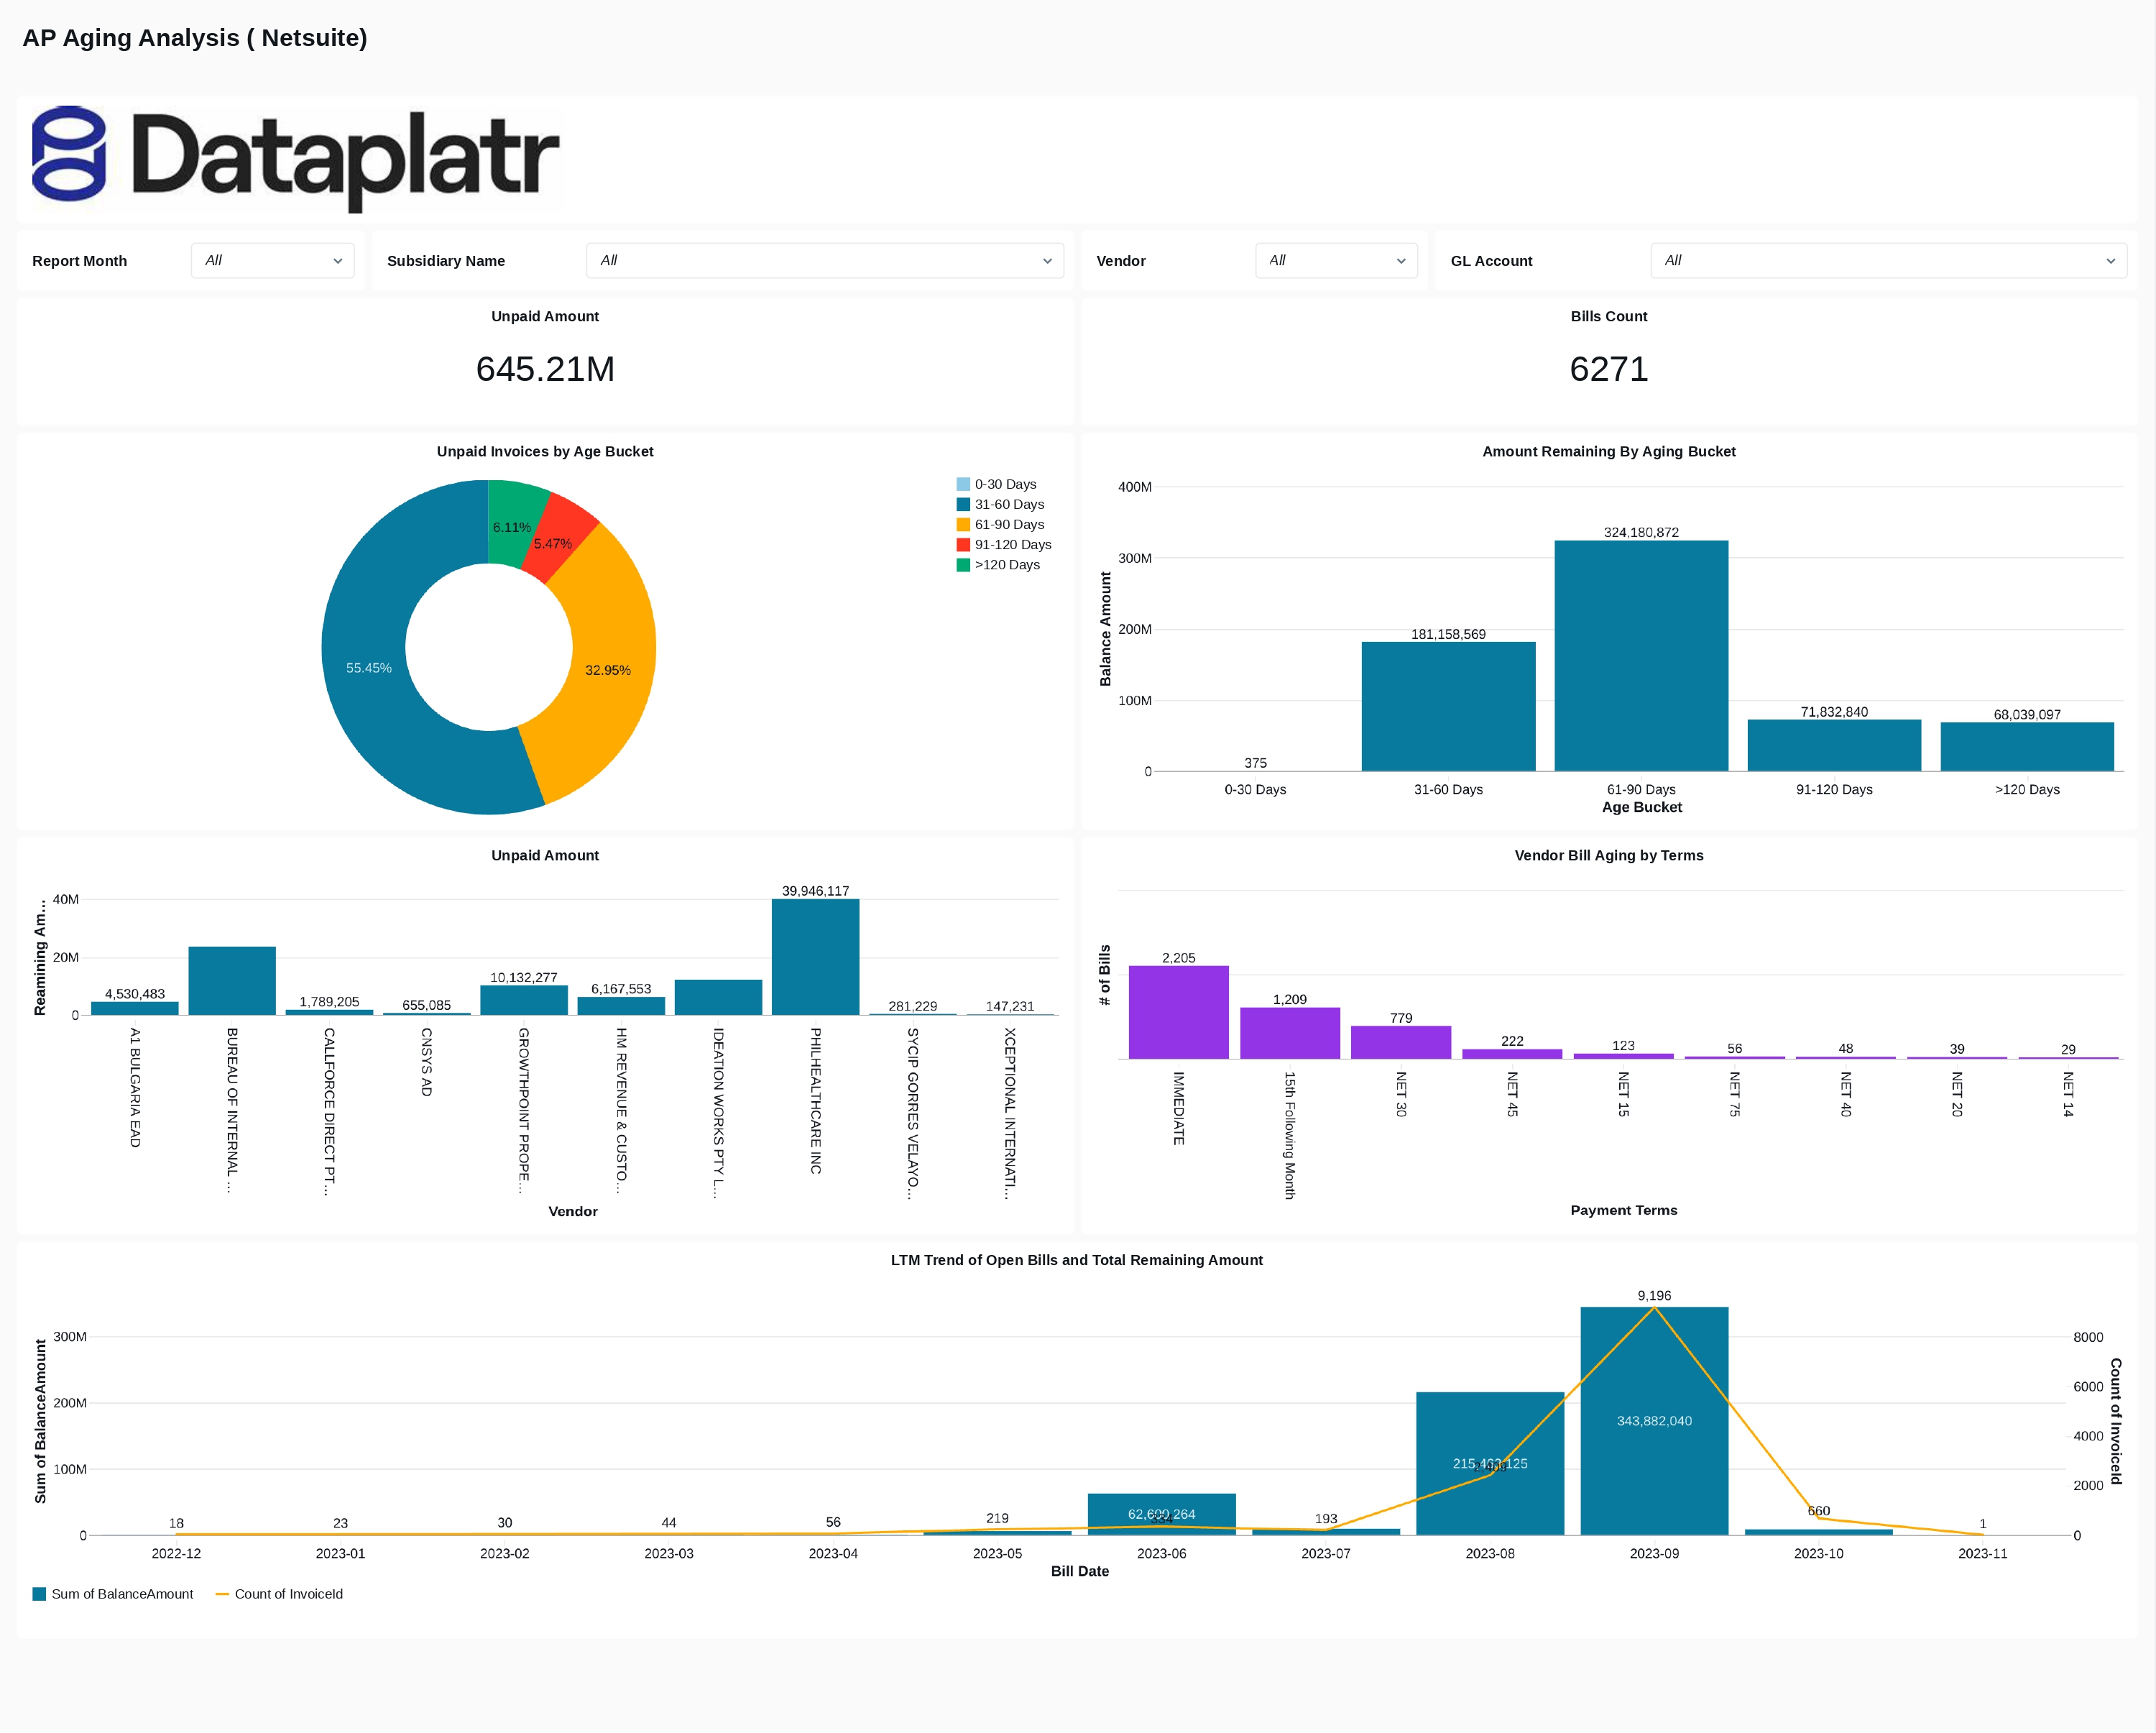 AP Aging Analysis ( Netsuite)
Dataplatr
Report Month All
Subsidiary Name All
Vendor All
GL Account All
Unpaid Amount
645.21M
Bills Count
6271
Unpaid Invoices by Age Bucket
0-30 Days
31-60 Days
61-90 Days
91-120 Days
>120 Days
6.11%
5.47%
55.45%
32.95%
Amount Remaining By Aging Bucket
Balance Amount
400M
300M
200M
100M
0
375
181,158,569
324,180,872
71,832,840
68,039,097
0-30 Days 31-60 Days 61-90 Days 91-120 Days >120 Days
Age Bucket
Unpaid Amount
Reamining Am...
40M
20M
0
4,530,483
1,789,205
655,085
10,132,277
6,167,553
39,946,117
281,229
147,231
A1 BULGARIA EAD
BUREAU OF INTERNAL ...
CALLFORCE DIRECT PT...
CNSYS AD
GROWTHPOINT PROPE...
HM REVENUE & CUSTO...
IDEATION WORKS PTY L...
PHILHEALTHCARE INC
SYCIP GORRES VELAYO...
XCEPTIONAL INTERNATI...
Vendor
Vendor Bill Aging by Terms
# of Bills
2,205
1,209
779
222
123
56
48
39
29
IMMEDIATE
15th Following Month
NET 30
NET 45
NET 15
NET 75
NET 40
NET 20
NET 14
Payment Terms
LTM Trend of Open Bills and Total Remaining Amount
Sum of BalanceAmount
300M
200M
100M
0
18
23
30
44
56
219
193
9,196
343,882,040
660
1
8000
6000
4000
2000
0
Count of InvoiceId
2022-12 2023-01 2023-02 2023-03 2023-04 2023-05 2023-06 2023-07 2023-08 2023-09 2023-10 2023-11
Bill Date
Sum of BalanceAmount Count of InvoiceId